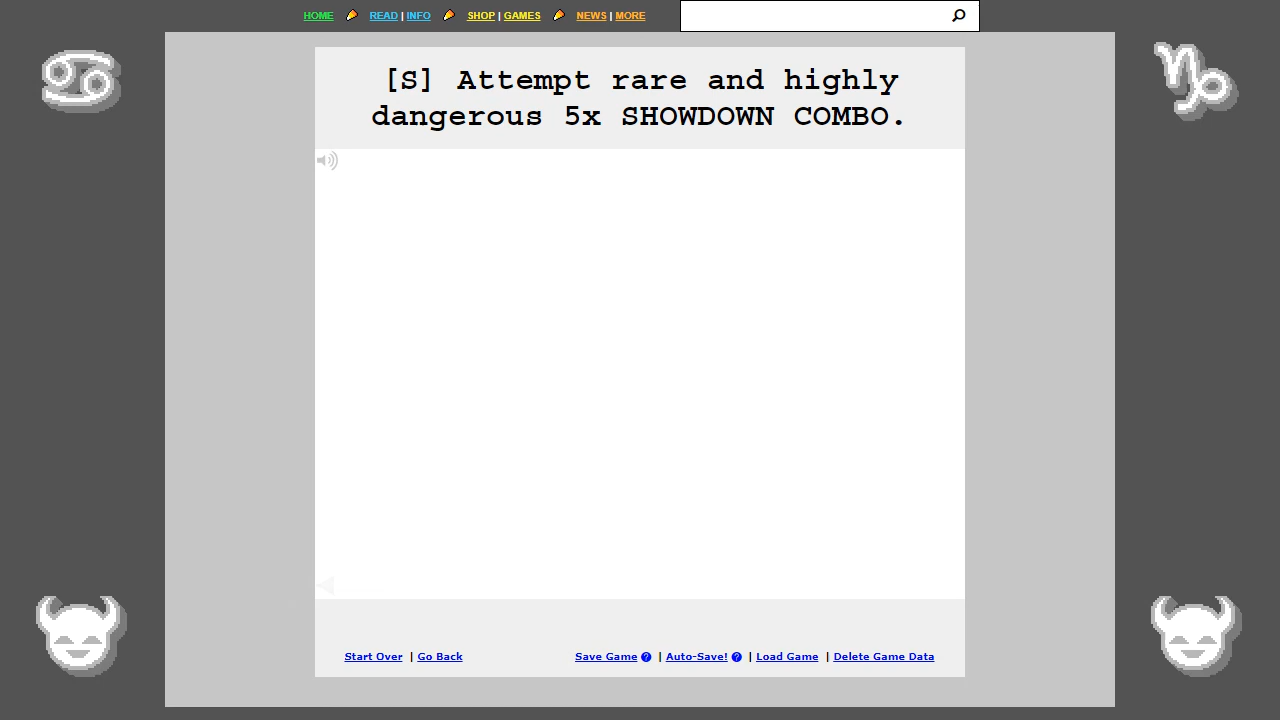 HOME READ | INFO SHOP | GAMES NEWS | MORE
[S] Attempt rare and highly
dangerous 5x SHOWDOWN COMBO.
Start Over | Go Back Save Game ? | Auto-Save! ? | Load Game | Delete Game Data